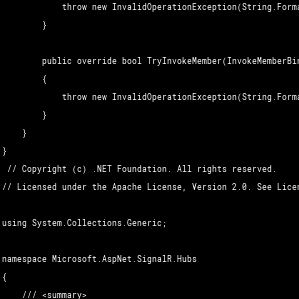 throw new InvalidOperationException(String.Forma
}
public override bool TryInvokeMember(InvokeMemberBin
{
throw new InvalidOperationException(String.Forma
}
}
}
// Copyright (c) .NET Foundation. All rights reserved.
// Licensed under the Apache License, Version 2.0. See Licen
using System.Collections.Generic;
namespace Microsoft.AspNet.SignalR.Hubs
{
/// <summary>